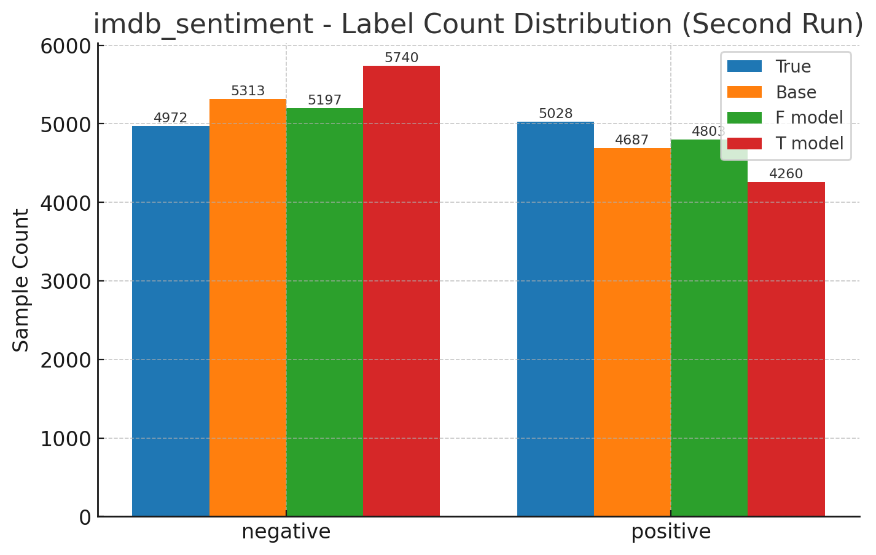 imdb_sentiment - Label Count Distribution (Second Run)
Sample Count
6000
5000
4000
3000
2000
1000
0
4972
5313
5197
5740
5028
4687
4803
4260
True
Base
F model
T model
negative
positive